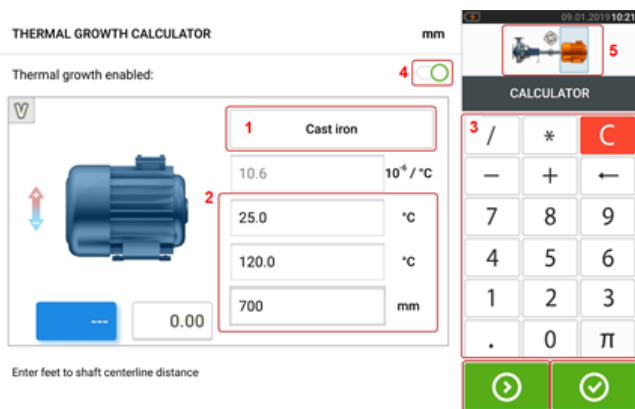 THERMAL GROWTH CALCULATOR mm
Thermal growth enabled: 4
V
1 Cast iron
10.6 10⁻⁶ / °C
2
25.0 °C
120.0 °C
700 mm
--- 0.00
Enter feet to shaft centerline distance
09.01.2019 10:21
5
CALCULATOR
3 / * C
− + ←
7 8 9
4 5 6
1 2 3
. 0 π